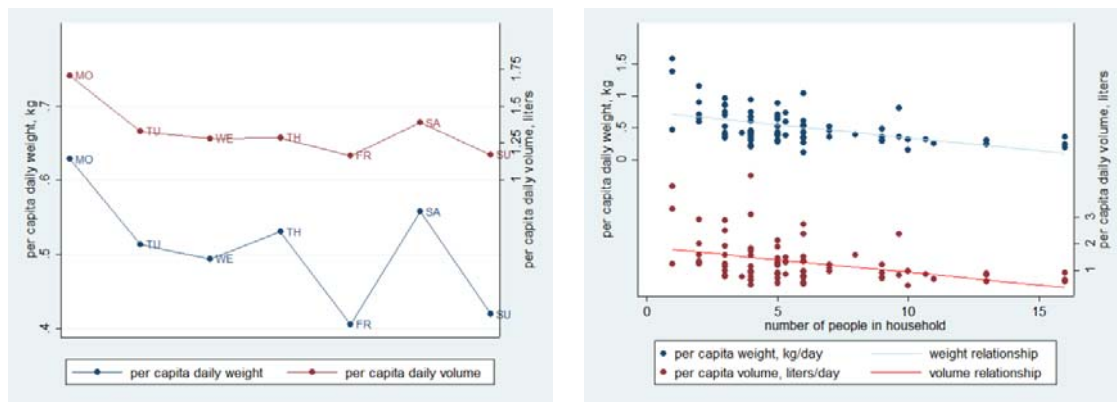 per capita daily weight, kg
.7
.6
.5
.4
MO
TU
WE
TH
FR
SA
SU
MO
TU
WE
TH
FR
SA
SU
1.75
1.5
1.25
1
per capita daily volume, liters
per capita daily weight
per capita daily volume
per capita weight, kg
1.5
1
.5
0
3
2
1
per capita daily volume, liters
0
5
10
15
number of people in household
per capita weight, kg/day
weight relationship
per capita volume, liters/day
volume relationship